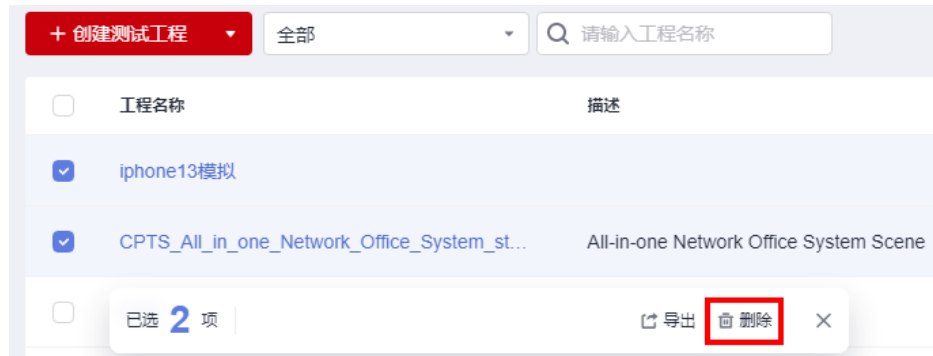 + 创建测试工程 全部 请输入工程名称
工程名称 描述
iphone13模拟
CPTS_All_in_one_Network_Office_System_st... All-in-one Network Office System Scene
已选 2 项 导出 删除